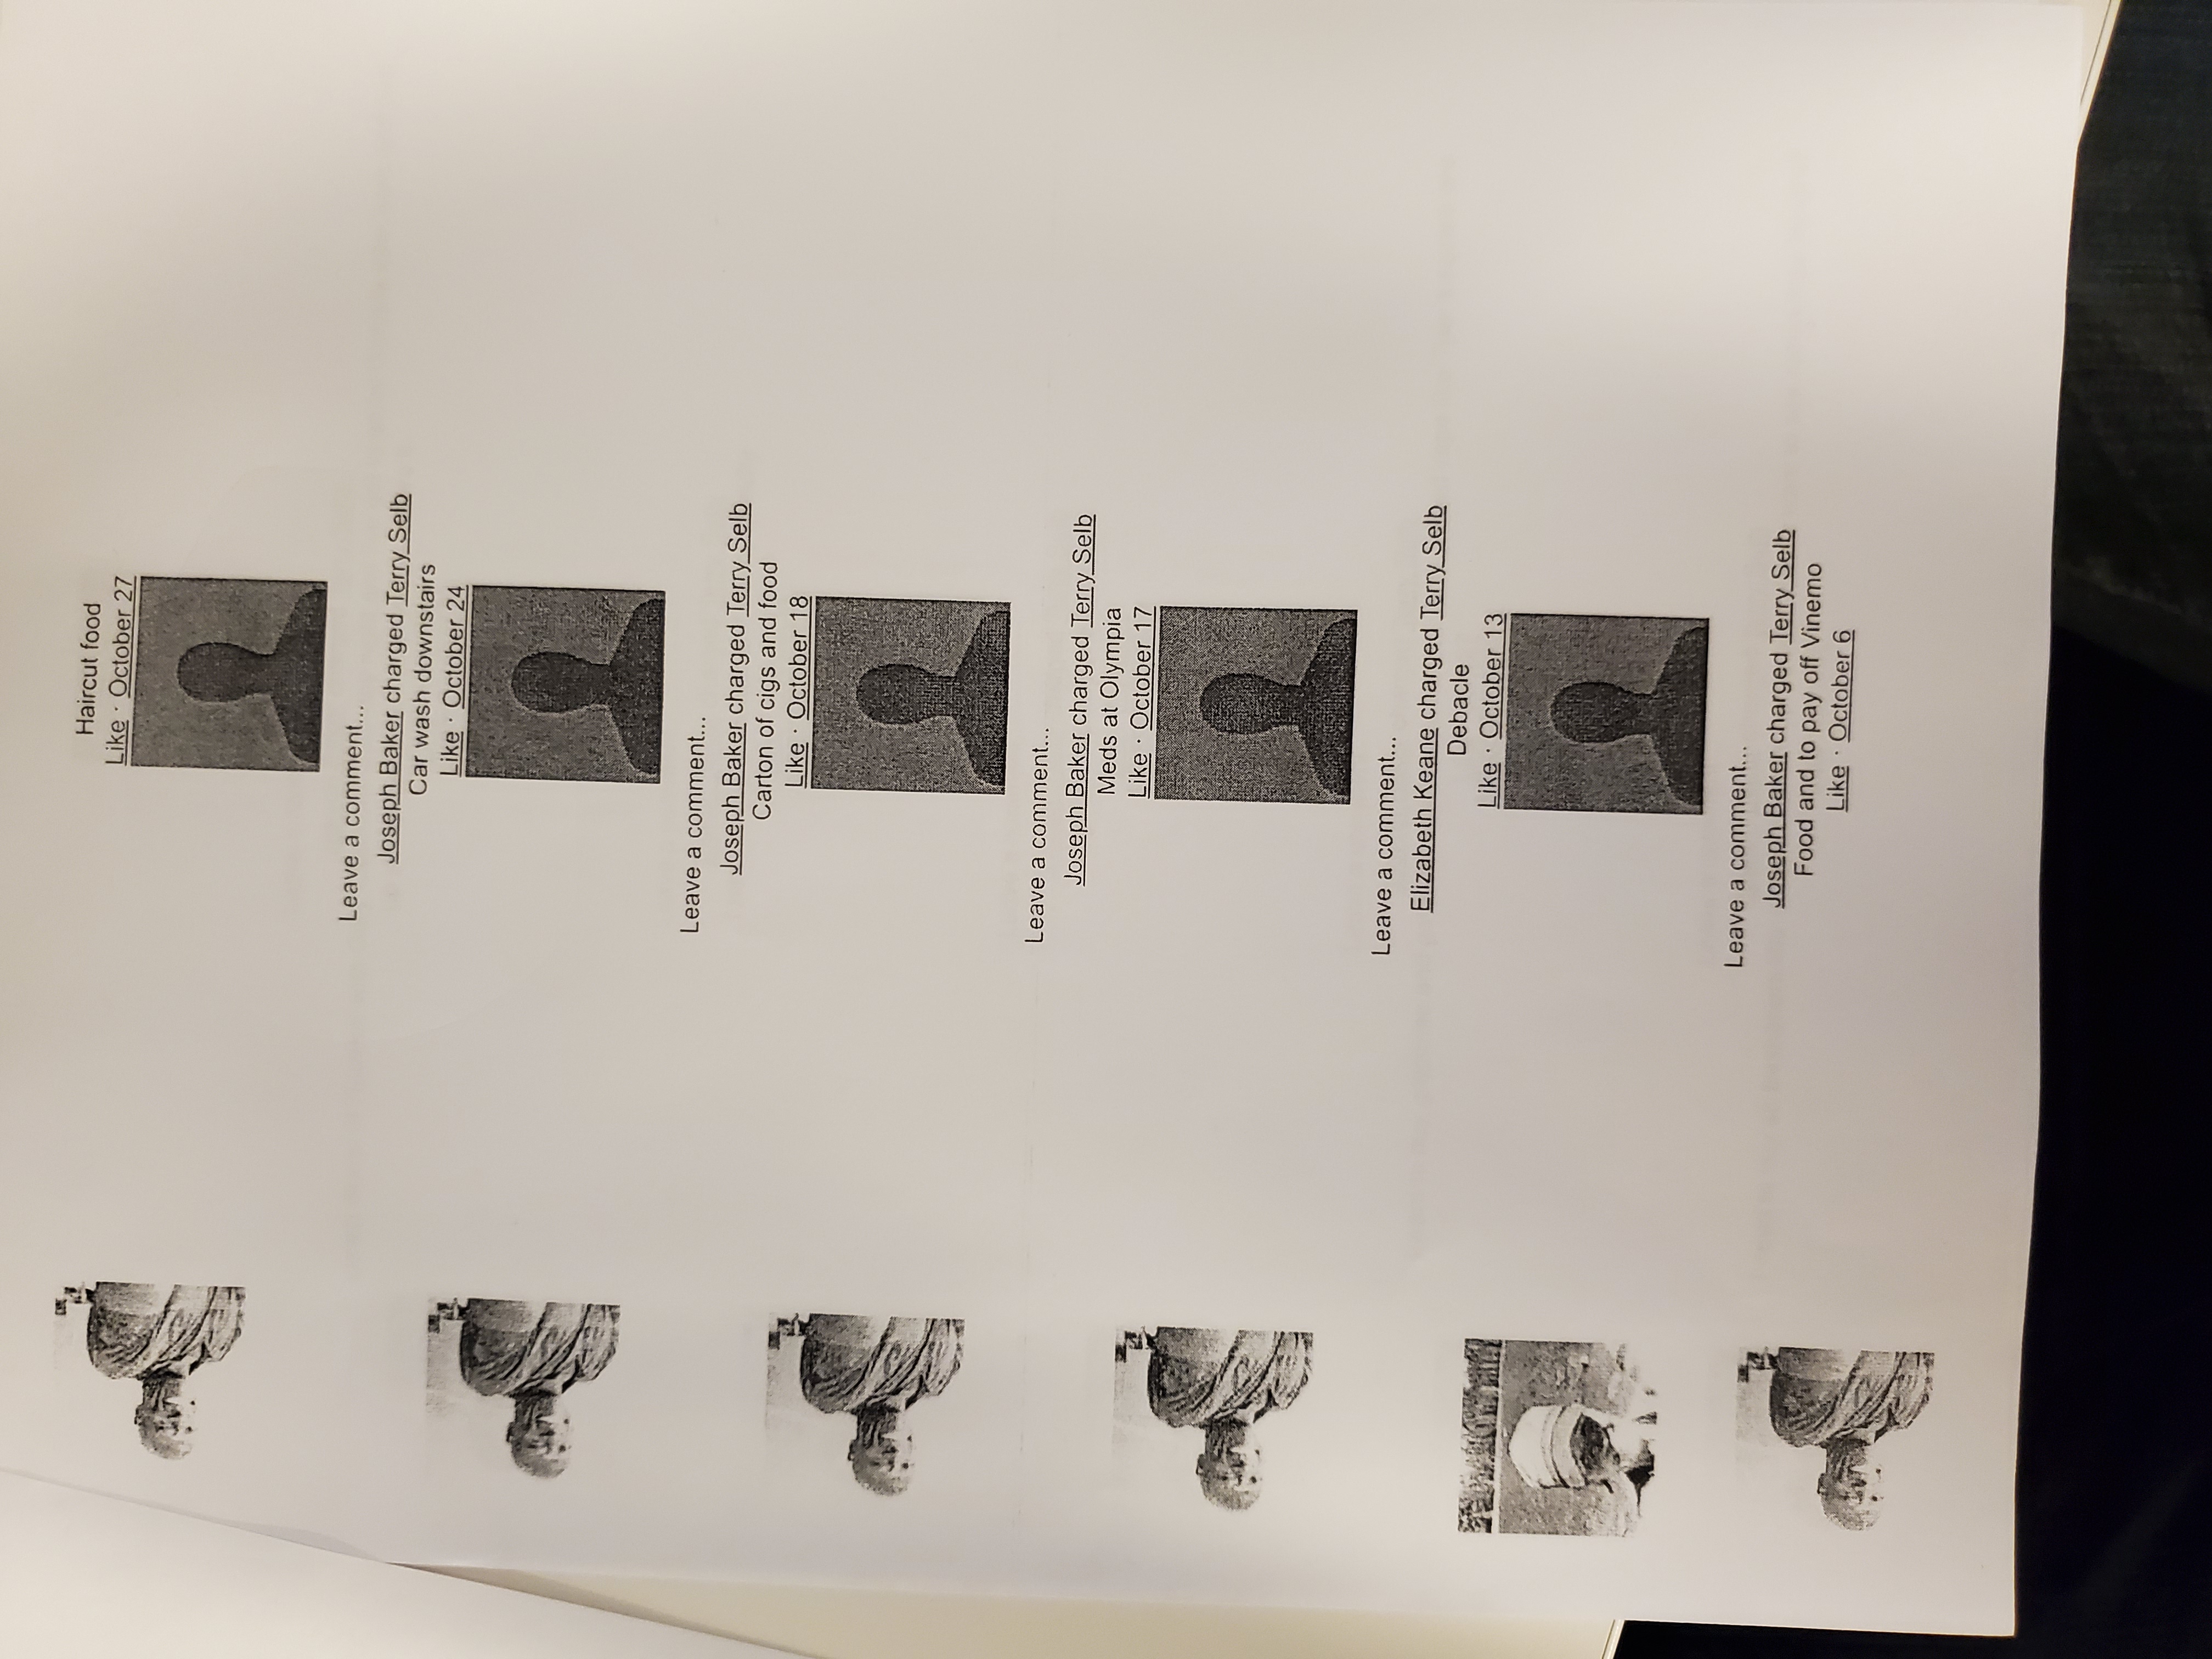 Haircut food
Like · October 27
Leave a comment...
Joseph Baker charged Terry Selb
Car wash downstairs
Like · October 24
Leave a comment...
Joseph Baker charged Terry Selb
Carton of cigs and food
Like · October 18
Leave a comment...
Joseph Baker charged Terry Selb
Meds at Olympia
Like · October 17
Leave a comment...
Elizabeth Keane charged Terry Selb
Debacle
Like · October 13
Leave a comment...
Joseph Baker charged Terry Selb
Food and to pay off Vinemo
Like · October 6